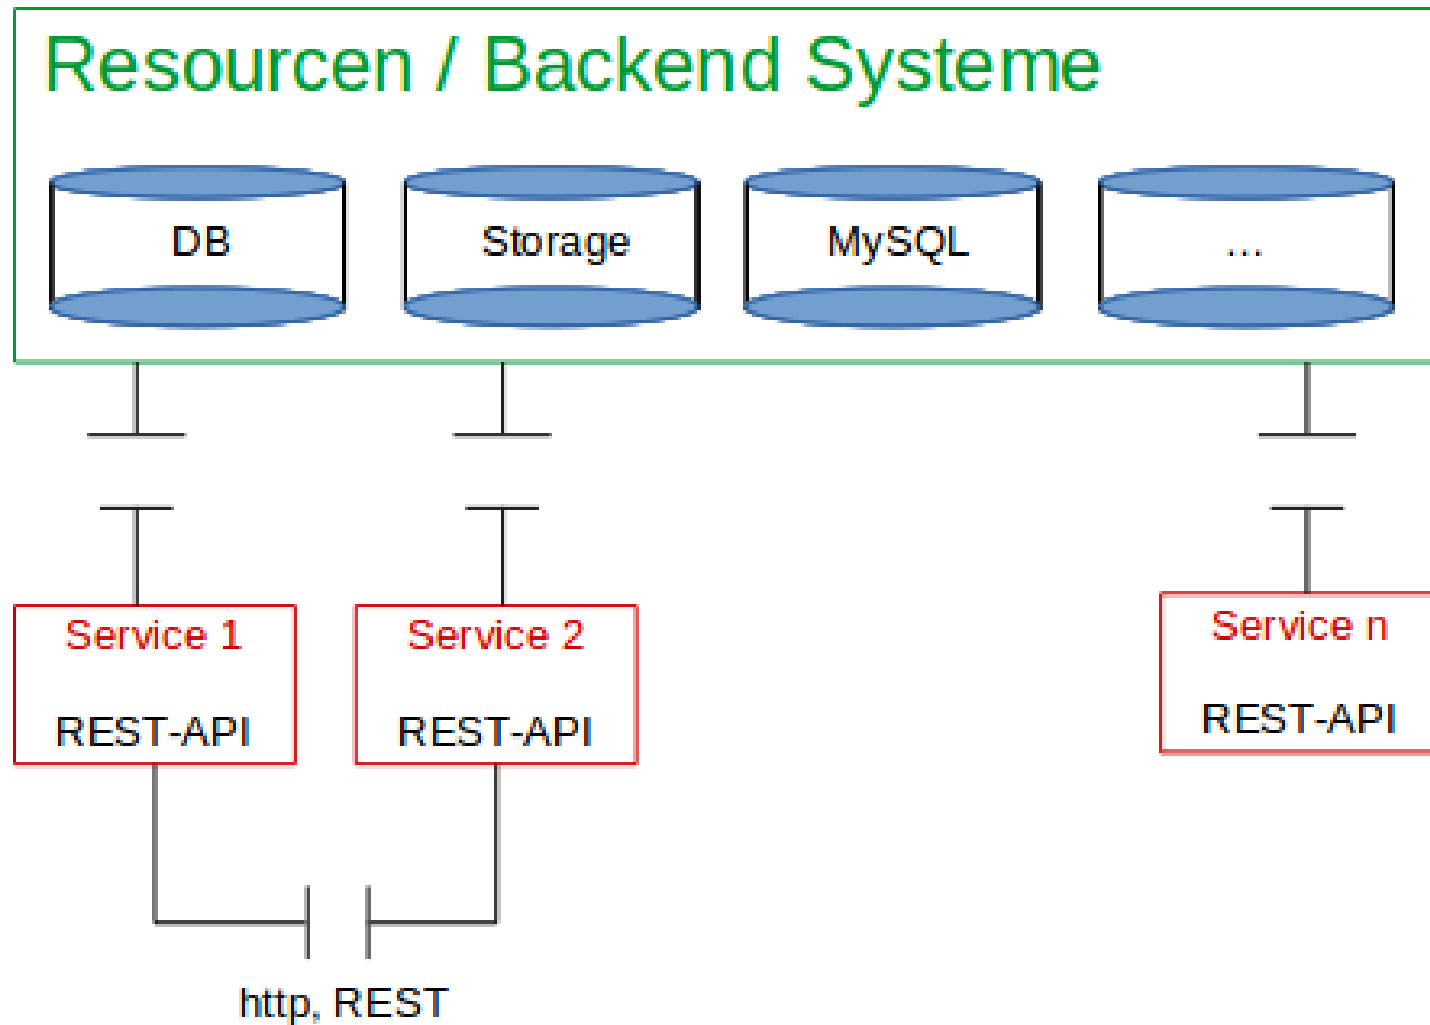 Resourcen / Backend Systeme
DB Storage MySQL ...
Service 1 Service 2 Service n
REST-API REST-API REST-API
http, REST